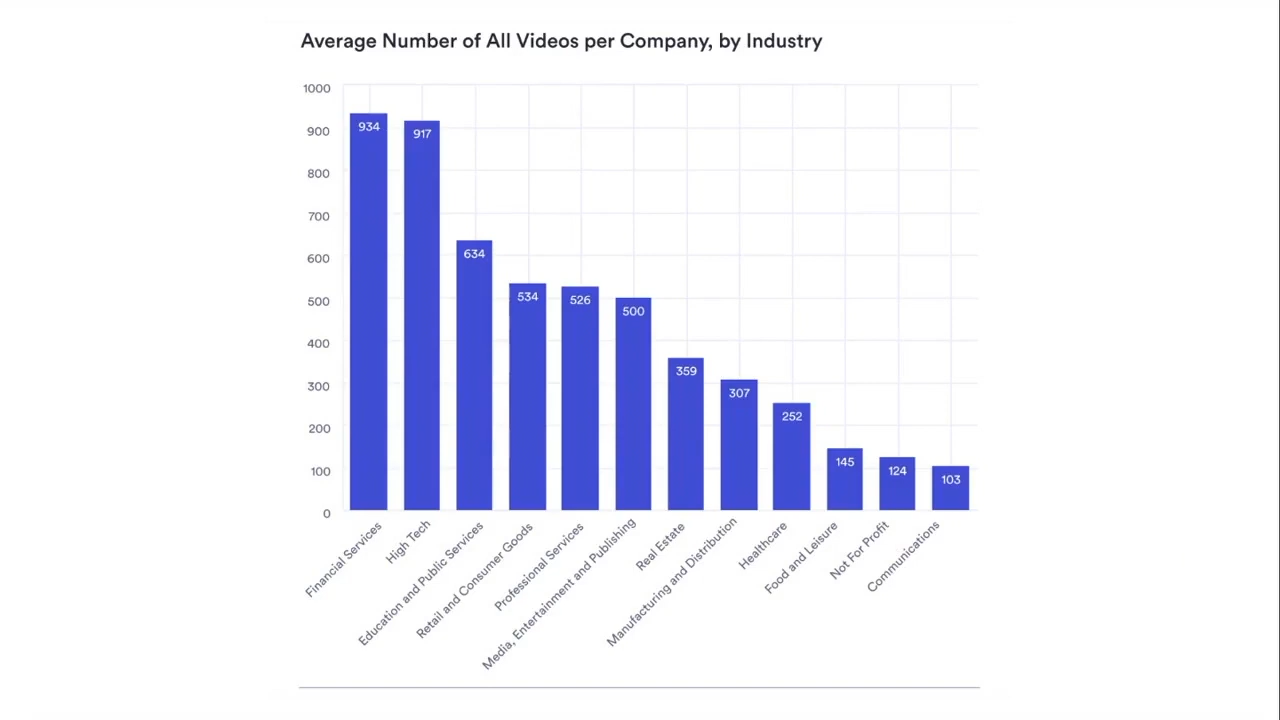 Average Number of All Videos per Company, by Industry
1000
900
800
700
600
500
400
300
200
100
0
934
917
634
534
526
500
359
307
252
145
124
103
Financial Services
High Tech
Education and Public Services
Retail and Consumer Goods
Professional Services
Media, Entertainment and Publishing
Real Estate
Manufacturing and Distribution
Healthcare
Food and Leisure
Not For Profit
Communications